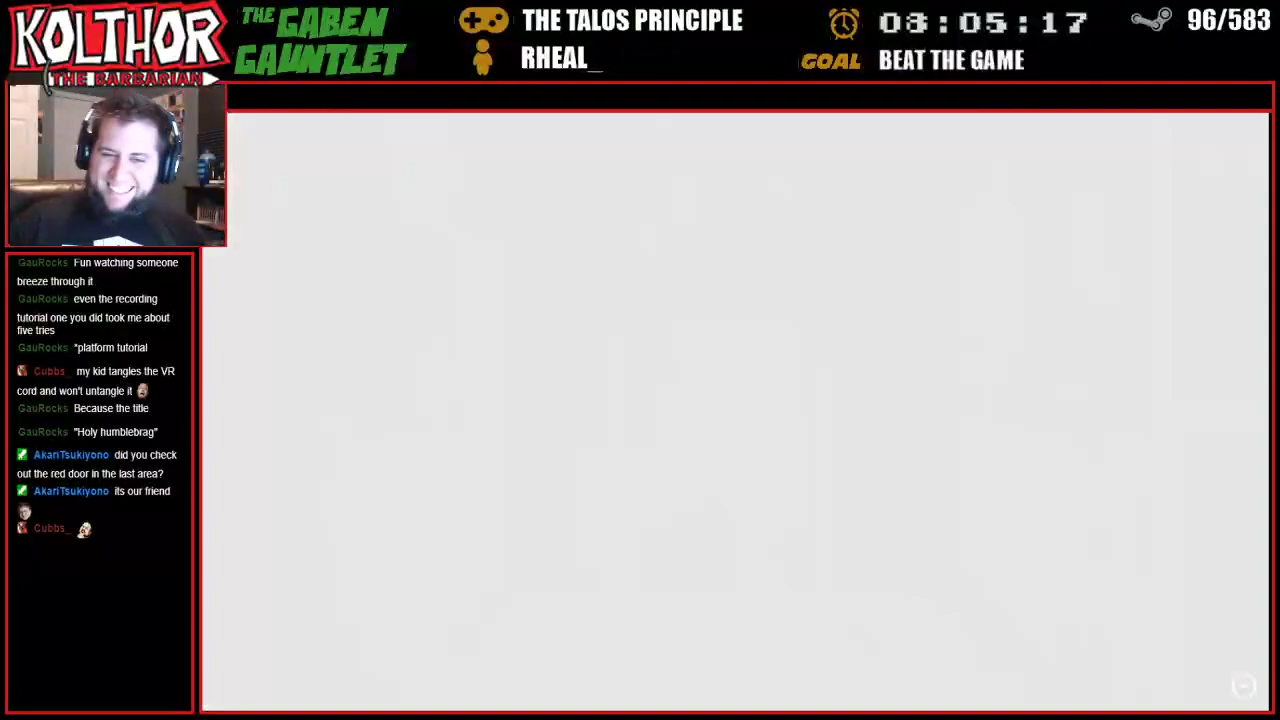 KOLTHOR
THE BARBARIAN
THE GABEN
GAUNTLET
THE TALOS PRINCIPLE
RHEAL_
08:05:17
GOAL BEAT THE GAME
96/583
GauRocks Fun watching someone
breeze through it
GauRocks even the recording
tutorial one you did took me about
five tries
GauRocks *platform tutorial
Cubbs_ my kid tangles the VR
cord and won't untangle it
GauRocks Because the title
GauRocks "Holy humblebrag"
AkariTsukiyono did you check
out the red door in the last area?
AkariTsukiyono its our friend
Cubbs_